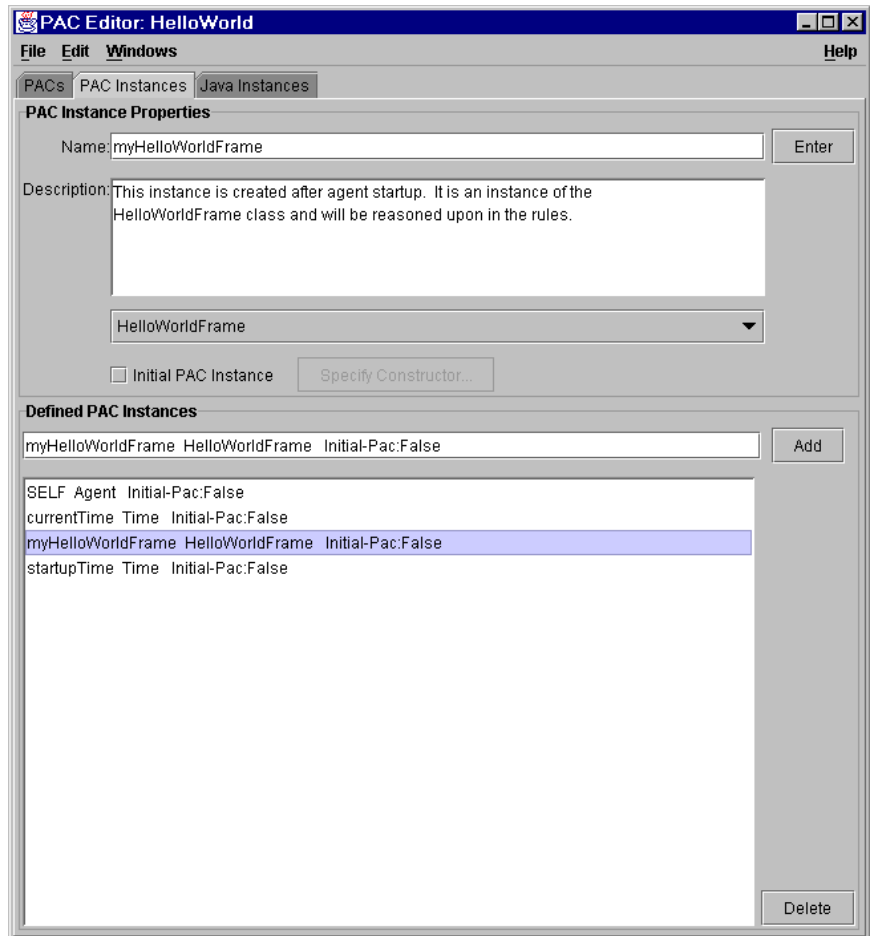 PAC Editor: HelloWorld
File Edit Windows Help
PACs PAC Instances Java Instances
PAC Instance Properties
Name: myHelloWorldFrame Enter
Description: This instance is created after agent startup. It is an instance of the
HelloWorldFrame class and will be reasoned upon in the rules.
HelloWorldFrame
Initial PAC Instance Specify Constructor...
Defined PAC Instances
myHelloWorldFrame HelloWorldFrame Initial-Pac:False Add
SELF Agent Initial-Pac:False
currentTime Time Initial-Pac:False
myHelloWorldFrame HelloWorldFrame Initial-Pac:False
startupTime Time Initial-Pac:False
Delete